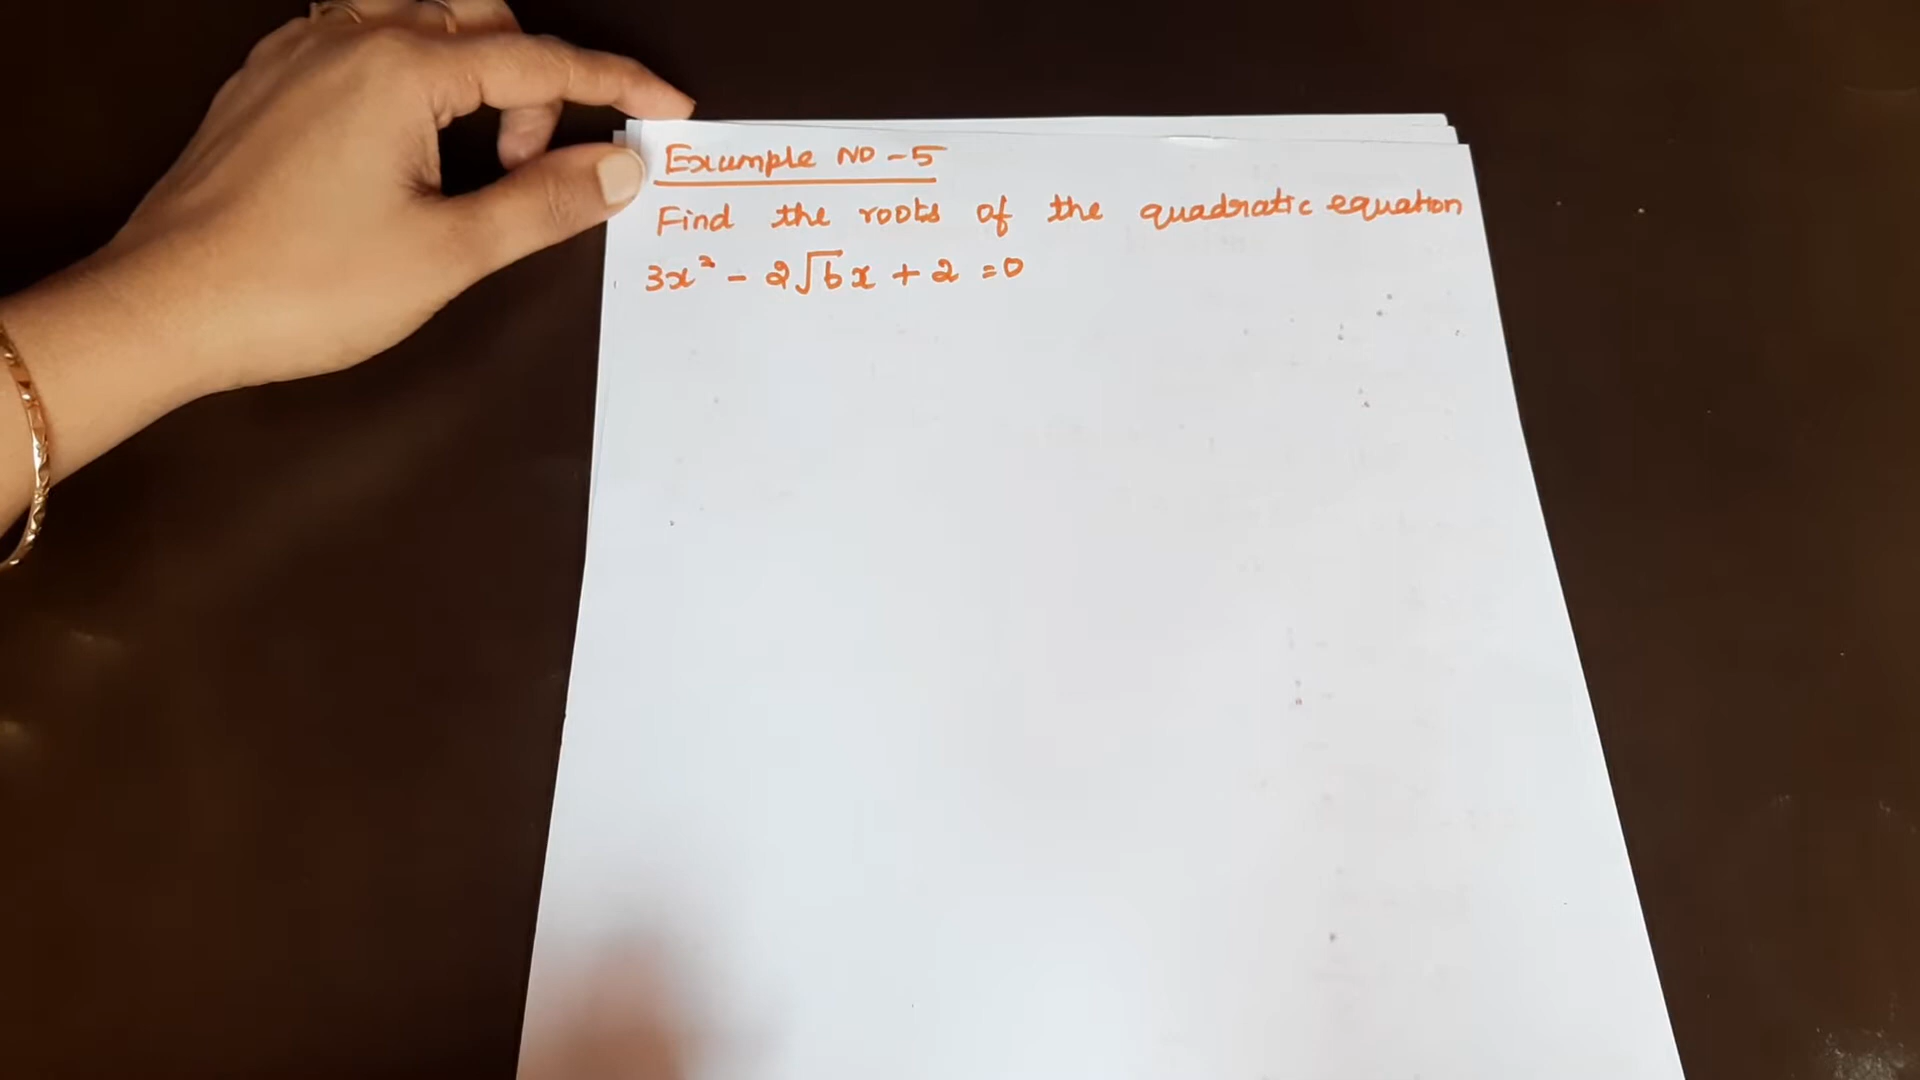 Example NO - 5
Find the roots of the quadratic equation
3x² - 2√6x + 2 = 0